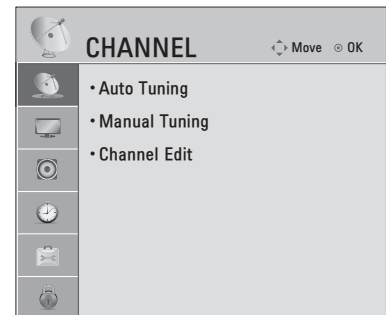 CHANNEL Move OK
• Auto Tuning
• Manual Tuning
• Channel Edit